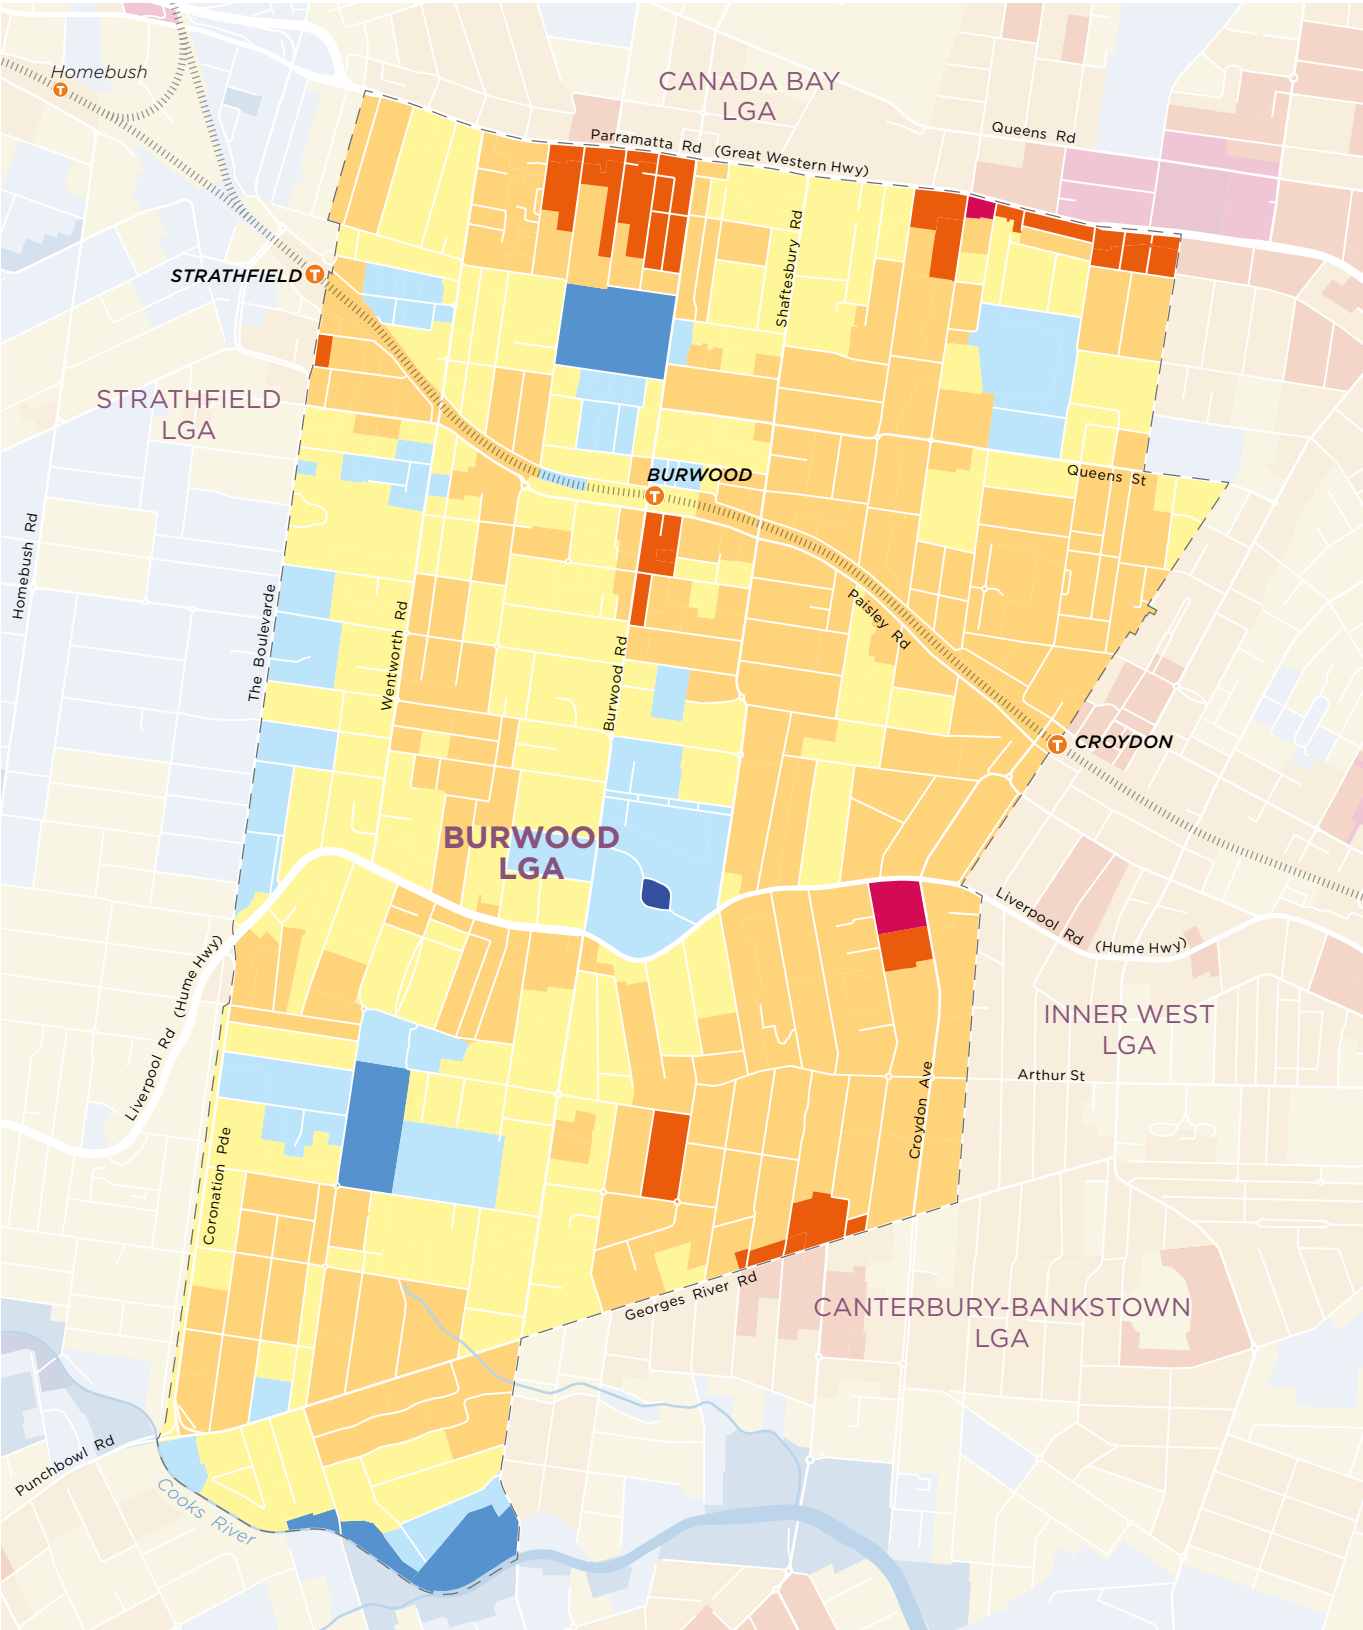 Homebush
CANADA BAY
LGA
Queens Rd
Parramatta Rd (Great Western Hwy)
Shaftesbury Rd
STRATHFIELD
T
T
STRATHFIELD
LGA
BURWOOD
T
Queens St
Homebush Rd
The Boulevarde
Wentworth Rd
Burwood Rd
Paisley Rd
T
CROYDON
BURWOOD
LGA
Liverpool Rd (Hume Hwy)
Liverpool Rd (Hume Hwy)
INNER WEST
LGA
Arthur St
Croydon Ave
Coronation Pde
Georges River Rd
CANTERBURY-BANKSTOWN
LGA
Punchbowl Rd
Cooks River